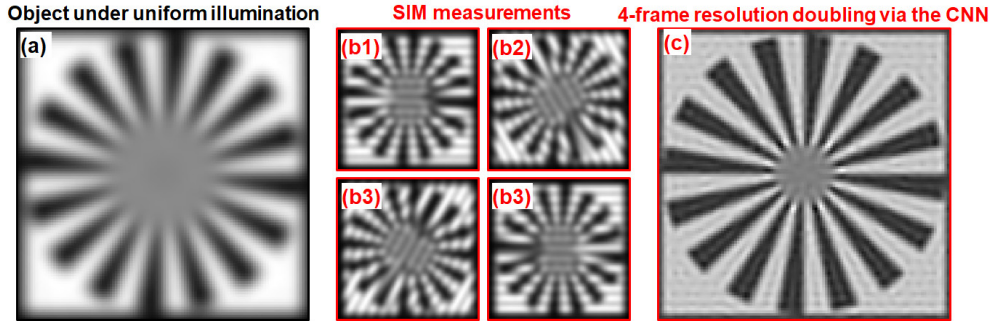 Object under uniform illumination
SIM measurements
4-frame resolution doubling via the CNN
(a)
(b1)
(b2)
(c)
(b3)
(b3)